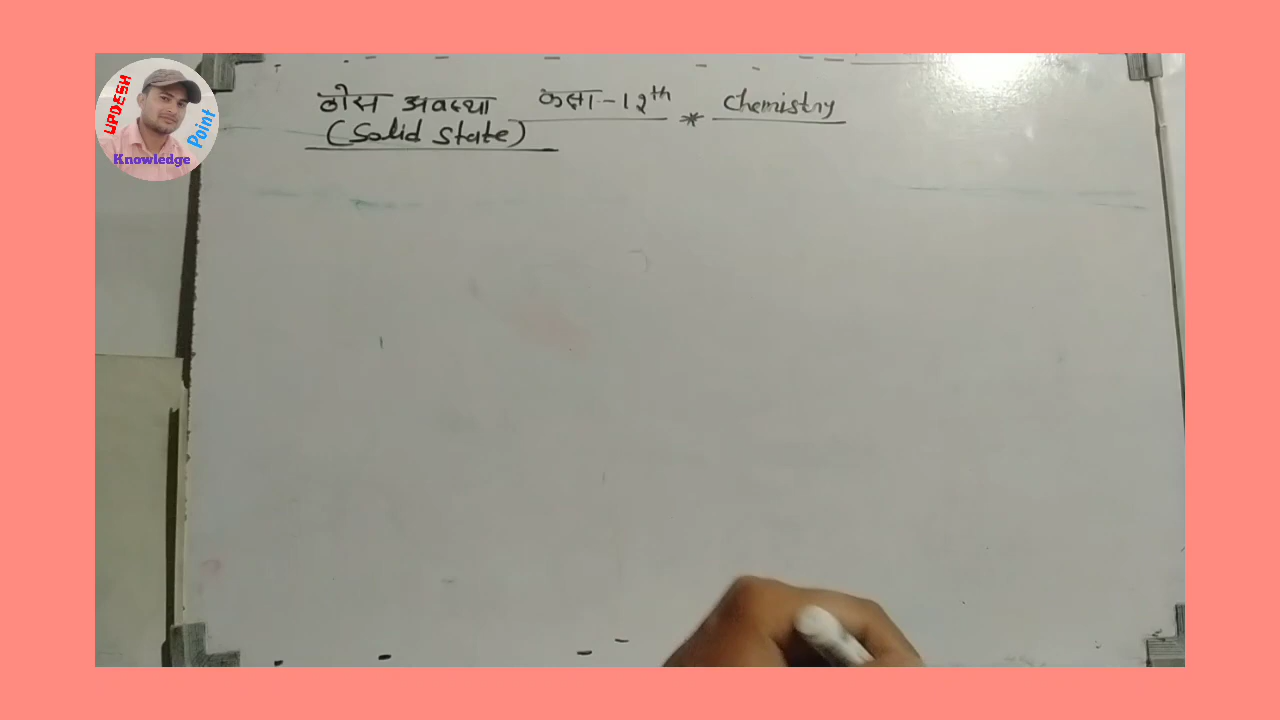 UPDESH
Knowledge
Point
ठोस अवस्था कक्षा-12th * Chemistry
(Solid State)